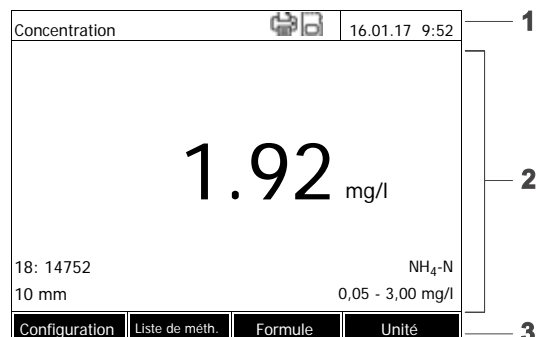 Concentration 16.01.17 9:52 1
1.92 mg/l 2
18: 14752 NH₄-N
10 mm 0,05 - 3,00 mg/l
Configuration Liste de méth. Formule Unité 3